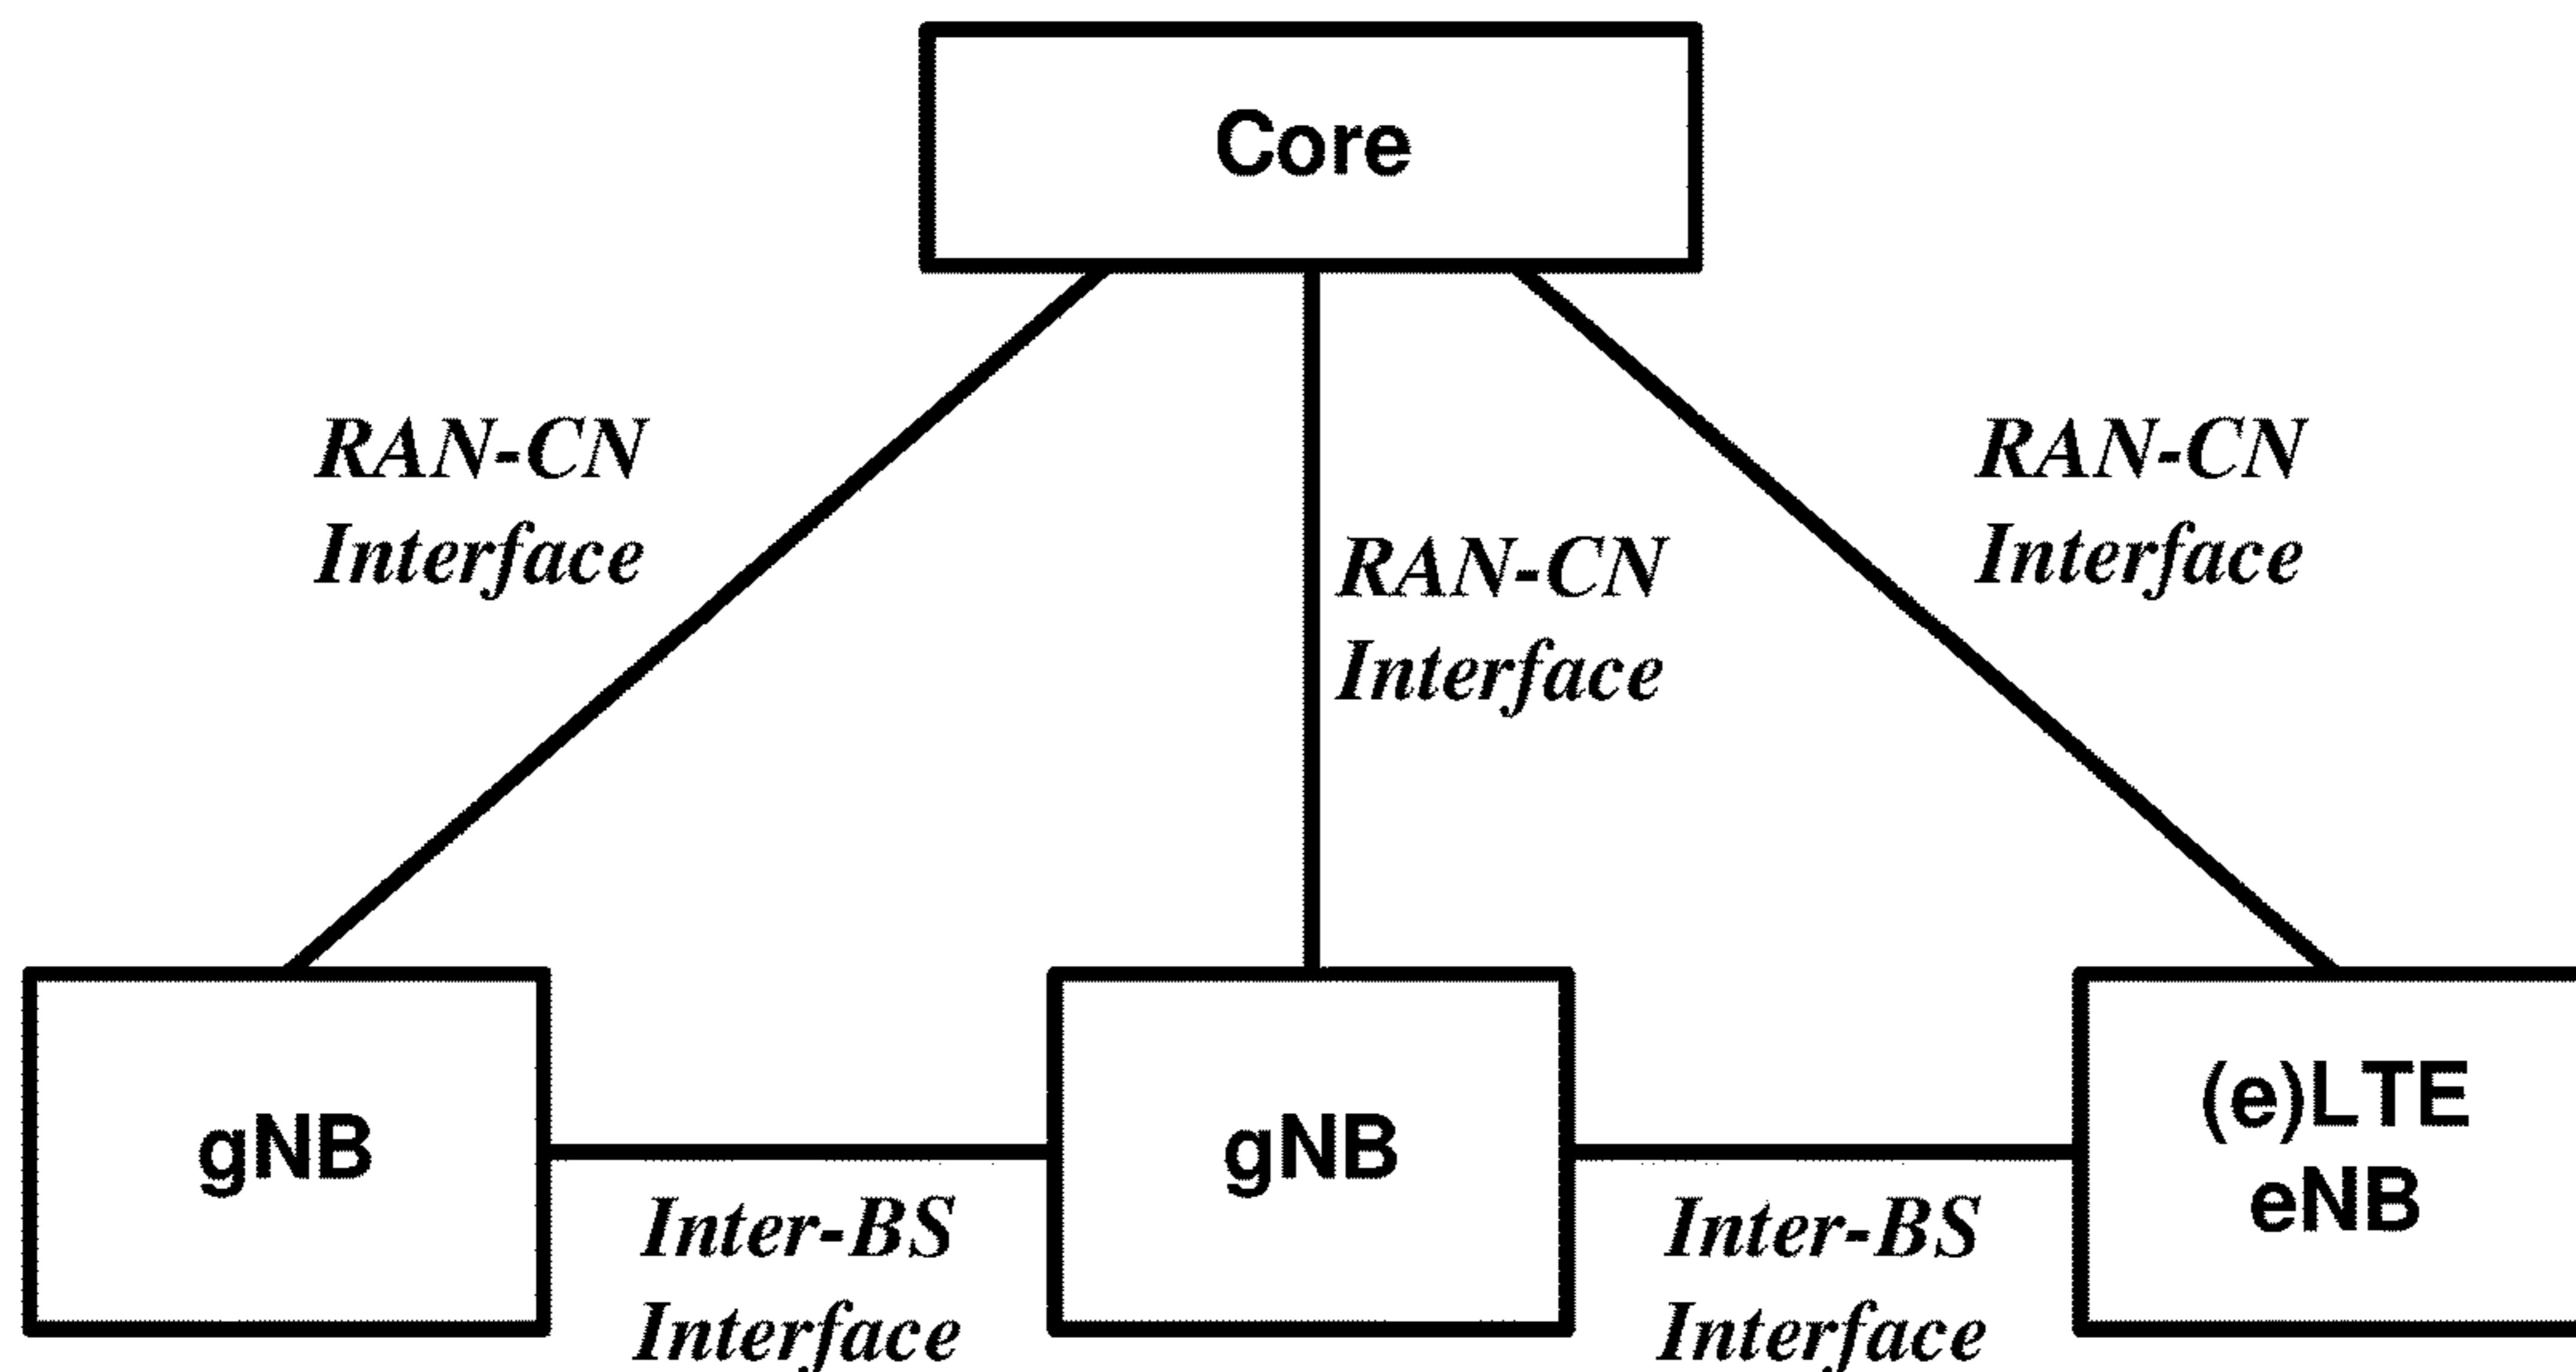 Core
RAN-CN
Interface
RAN-CN
Interface
RAN-CN
Interface
gNB
gNB
(e)LTE
eNB
Inter-BS
Interface
Inter-BS
Interface